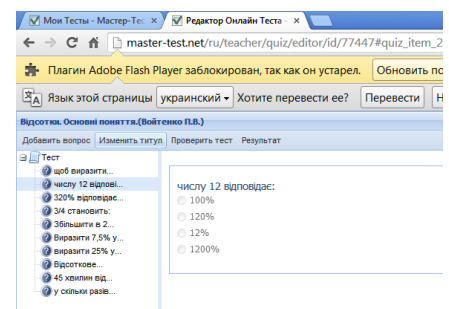 Мои Тесты - Мастер-Тес × Редактор Онлайн Теста - ×
master-test.net/ru/teacher/quiz/editor/id/77447#quiz_item_2
Плагин Adobe Flash Player заблокирован, так как он устарел. Обновить по
Язык этой страницы украинский Хотите перевести ее? Перевести Н
Відсотки. Основні поняття.(Войтенко П.В.)
Добавить вопрос Изменить титул Проверить тест Результат
Тест
щоб виразити...
числу 12 відпові...
320% відповідає...
3/4 становить:
Збільшити в 2...
Виразити 7,5% у...
виразити 25% у...
Відсоткове...
45 хвилин від...
у скільки разів...
числу 12 відповідає:
100%
120%
12%
1200%